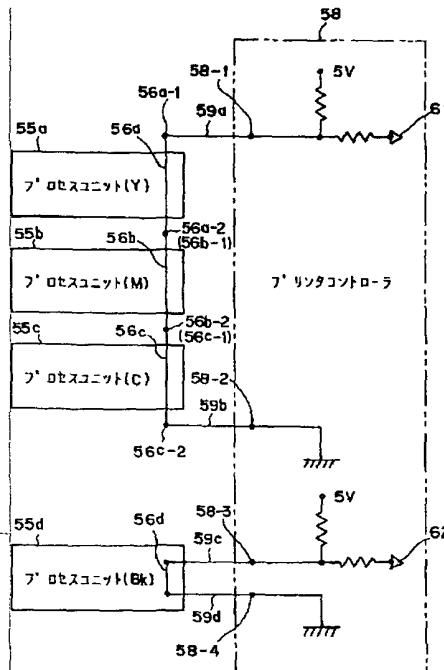 58
5V
58-1
56a-1
56a
59a
6
55a
プロセスユニット(Y)
55b
56b
56a-2
(56b-1)
プロセスユニット(M)
プリンタコントローラ
55c
56c
56b-2
(56c-1)
プロセスユニット(C)
58-2
59b
56c-2
5V
58-3
62
55d
56d
59c
プロセスユニット(Bk)
59d
58-4